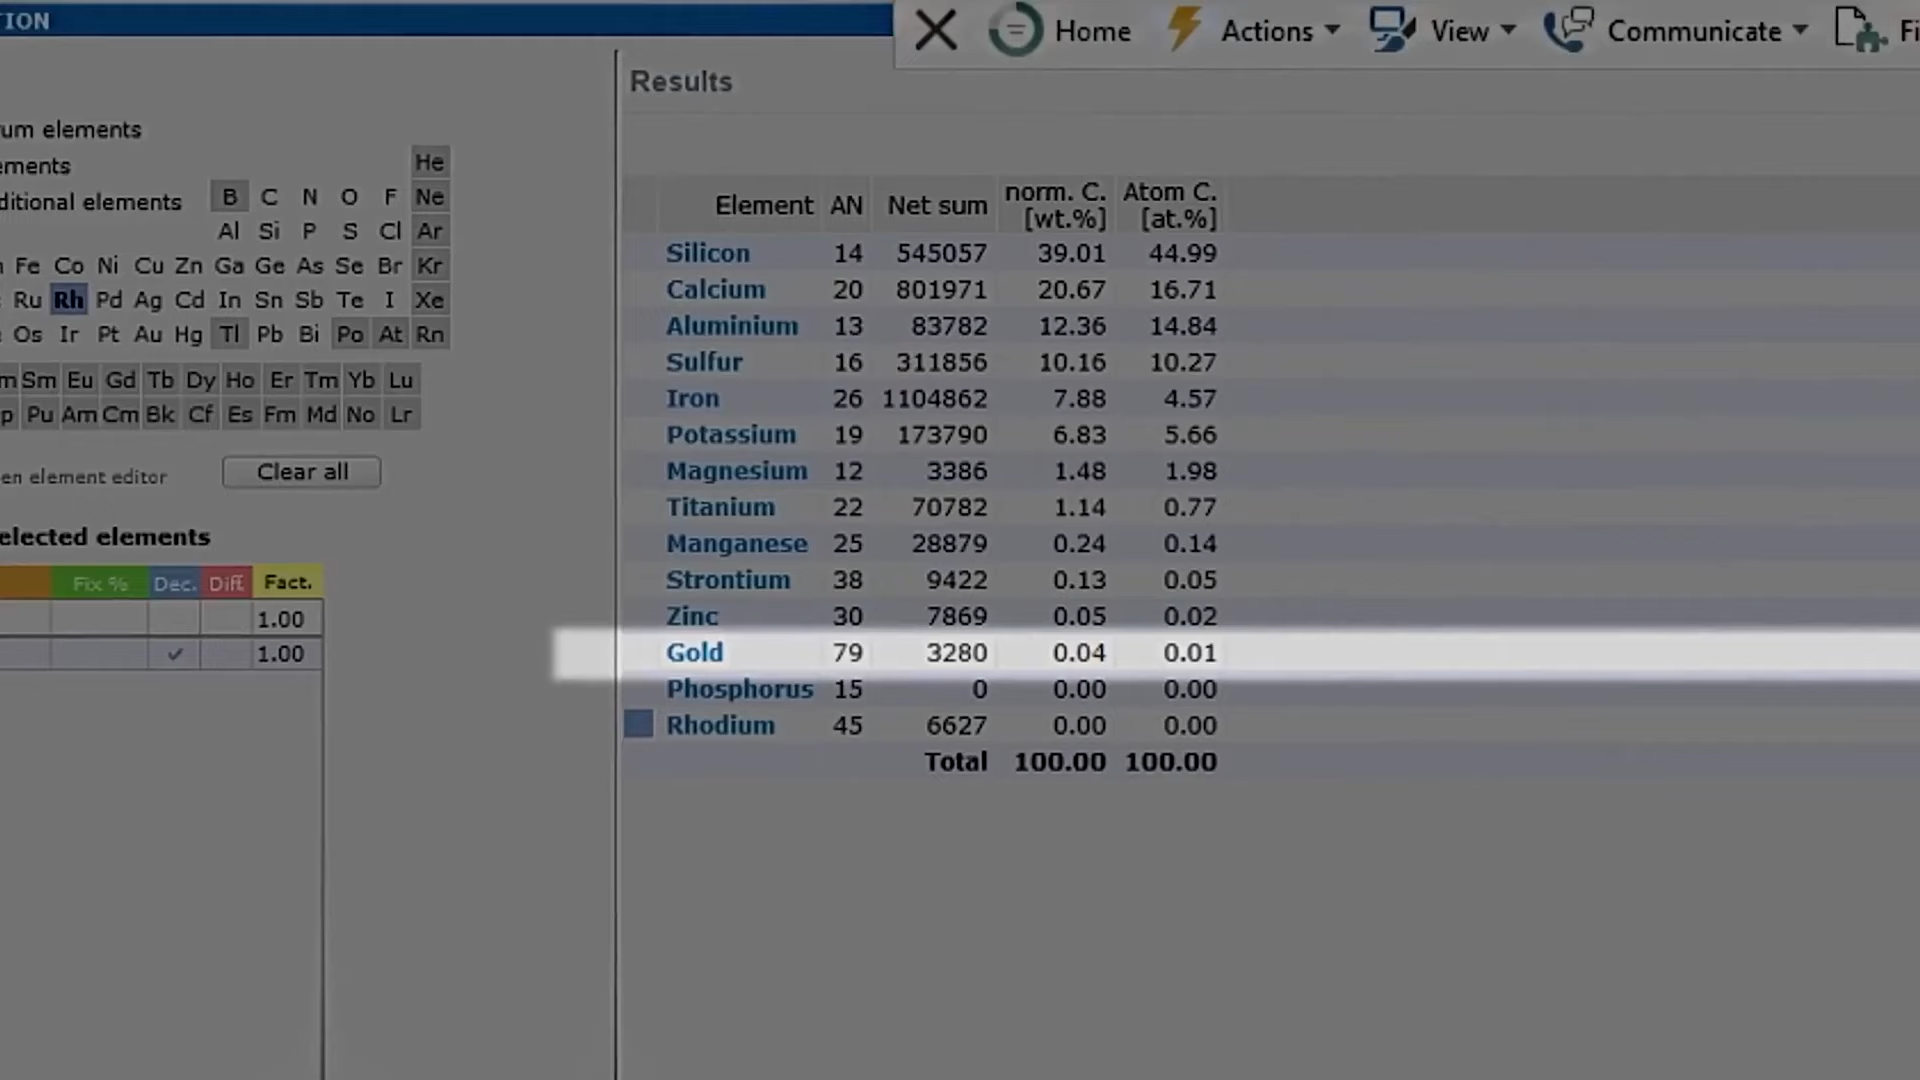 TION
Home Actions View Communicate Fi
Results
um elements
ements
ditional elements
He
B C N O F Ne
Al Si P S Cl Ar
Fe Co Ni Cu Zn Ga Ge As Se Br Kr
Ru Rh Pd Ag Cd In Sn Sb Te I Xe
Os Ir Pt Au Hg Tl Pb Bi Po At Rn
m Sm Eu Gd Tb Dy Ho Er Tm Yb Lu
p Pu Am Cm Bk Cf Es Fm Md No Lr
en element editor Clear all
elected elements
Fix % Dec. Diff. Fact.
1.00
1.00
Element AN Net sum norm. C. [wt.%] Atom C. [at.%]
Silicon 14 545057 39.01 44.99
Calcium 20 801971 20.67 16.71
Aluminium 13 83782 12.36 14.84
Sulfur 16 311856 10.16 10.27
Iron 26 1104862 7.88 4.57
Potassium 19 173790 6.83 5.66
Magnesium 12 3386 1.48 1.98
Titanium 22 70782 1.14 0.77
Manganese 25 28879 0.24 0.14
Strontium 38 9422 0.13 0.05
Zinc 30 7869 0.05 0.02
Gold 79 3280 0.04 0.01
Phosphorus 15 0 0.00 0.00
Rhodium 45 6627 0.00 0.00
Total 100.00 100.00